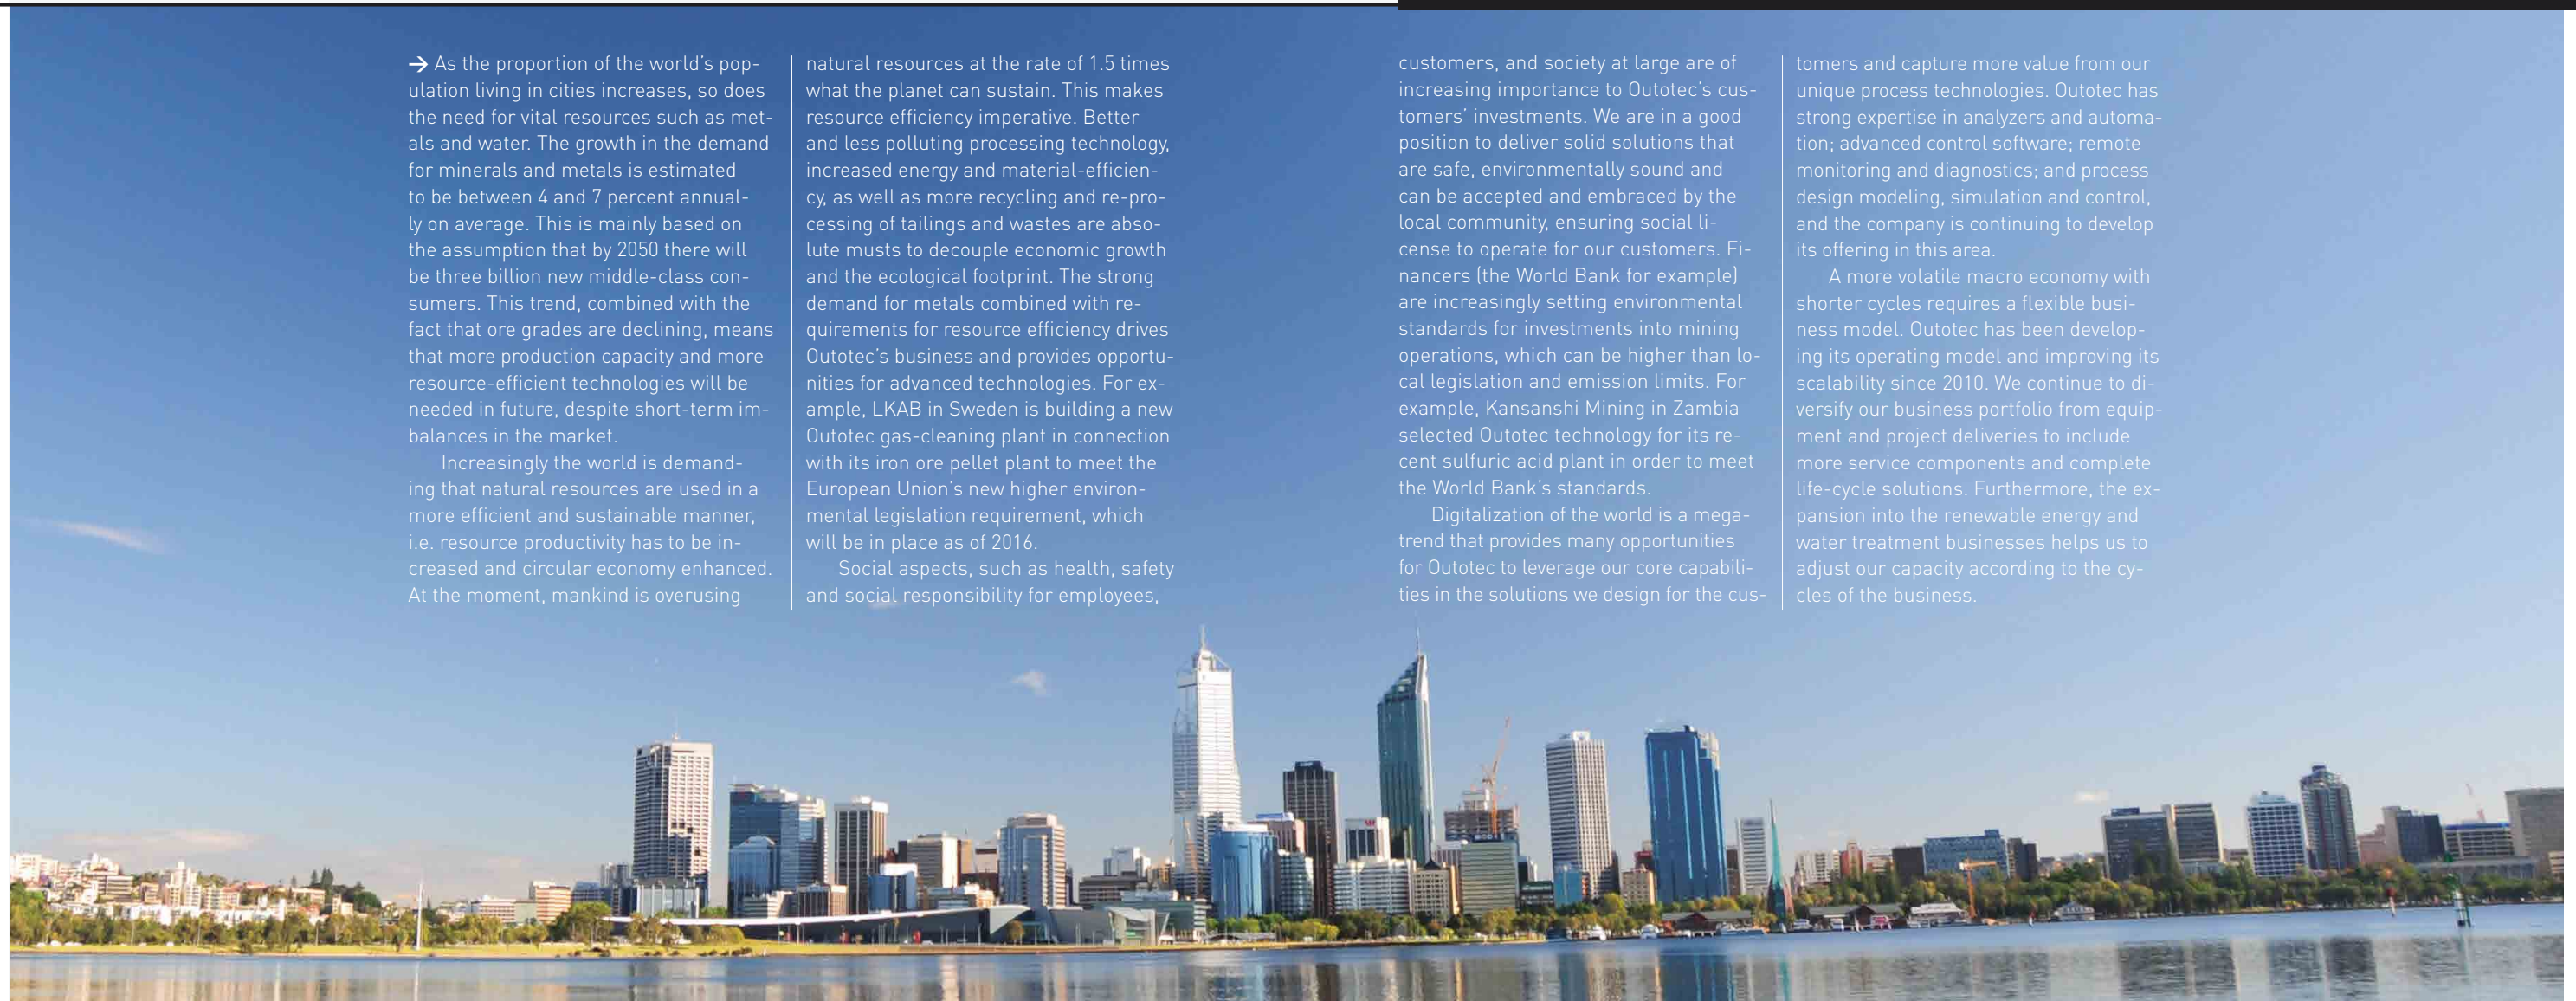 → As the proportion of the world's pop-
ulation living in cities increases, so does
the need for vital resources such as met-
als and water. The growth in the demand
for minerals and metals is estimated
to be between 4 and 7 percent annual-
ly on average. This is mainly based on
the assumption that by 2050 there will
be three billion new middle-class con-
sumers. This trend, combined with the
fact that ore grades are declining, means
that more production capacity and more
resource-efficient technologies will be
needed in future, despite short-term im-
balances in the market.
Increasingly the world is demand-
ing that natural resources are used in a
more efficient and sustainable manner,
i.e. resource productivity has to be in-
creased and circular economy enhanced.
At the moment, mankind is overusing
natural resources at the rate of 1.5 times
what the planet can sustain. This makes
resource efficiency imperative. Better
and less polluting processing technology,
increased energy and material-efficien-
cy, as well as more recycling and re-pro-
cessing of tailings and wastes are abso-
lute musts to decouple economic growth
and the ecological footprint. The strong
demand for metals combined with re-
quirements for resource efficiency drives
Outotec's business and provides opportu-
nities for advanced technologies. For ex-
ample, LKAB in Sweden is building a new
Outotec gas-cleaning plant in connection
with its iron ore pellet plant to meet the
European Union's new higher environ-
mental legislation requirement, which
will be in place as of 2016.
Social aspects, such as health, safety
and social responsibility for employees,
customers, and society at large are of
increasing importance to Outotec's cus-
tomers' investments. We are in a good
position to deliver solid solutions that
are safe, environmentally sound and
can be accepted and embraced by the
local community, ensuring social li-
cense to operate for our customers. Fi-
nancers (the World Bank for example)
are increasingly setting environmental
standards for investments into mining
operations, which can be higher than lo-
cal legislation and emission limits. For
example, Kansanshi Mining in Zambia
selected Outotec technology for its re-
cent sulfuric acid plant in order to meet
the World Bank's standards.
Digitalization of the world is a mega-
trend that provides many opportunities
for Outotec to leverage our core capabili-
ties in the solutions we design for the cus-
tomers and capture more value from our
unique process technologies. Outotec has
strong expertise in analyzers and automa-
tion; advanced control software; remote
monitoring and diagnostics; and process
design modeling, simulation and control,
and the company is continuing to develop
its offering in this area.
A more volatile macro economy with
shorter cycles requires a flexible busi-
ness model. Outotec has been develop-
ing its operating model and improving its
scalability since 2010. We continue to di-
versify our business portfolio from equip-
ment and project deliveries to include
more service components and complete
life-cycle solutions. Furthermore, the ex-
pansion into the renewable energy and
water treatment businesses helps us to
adjust our capacity according to the cy-
cles of the business.